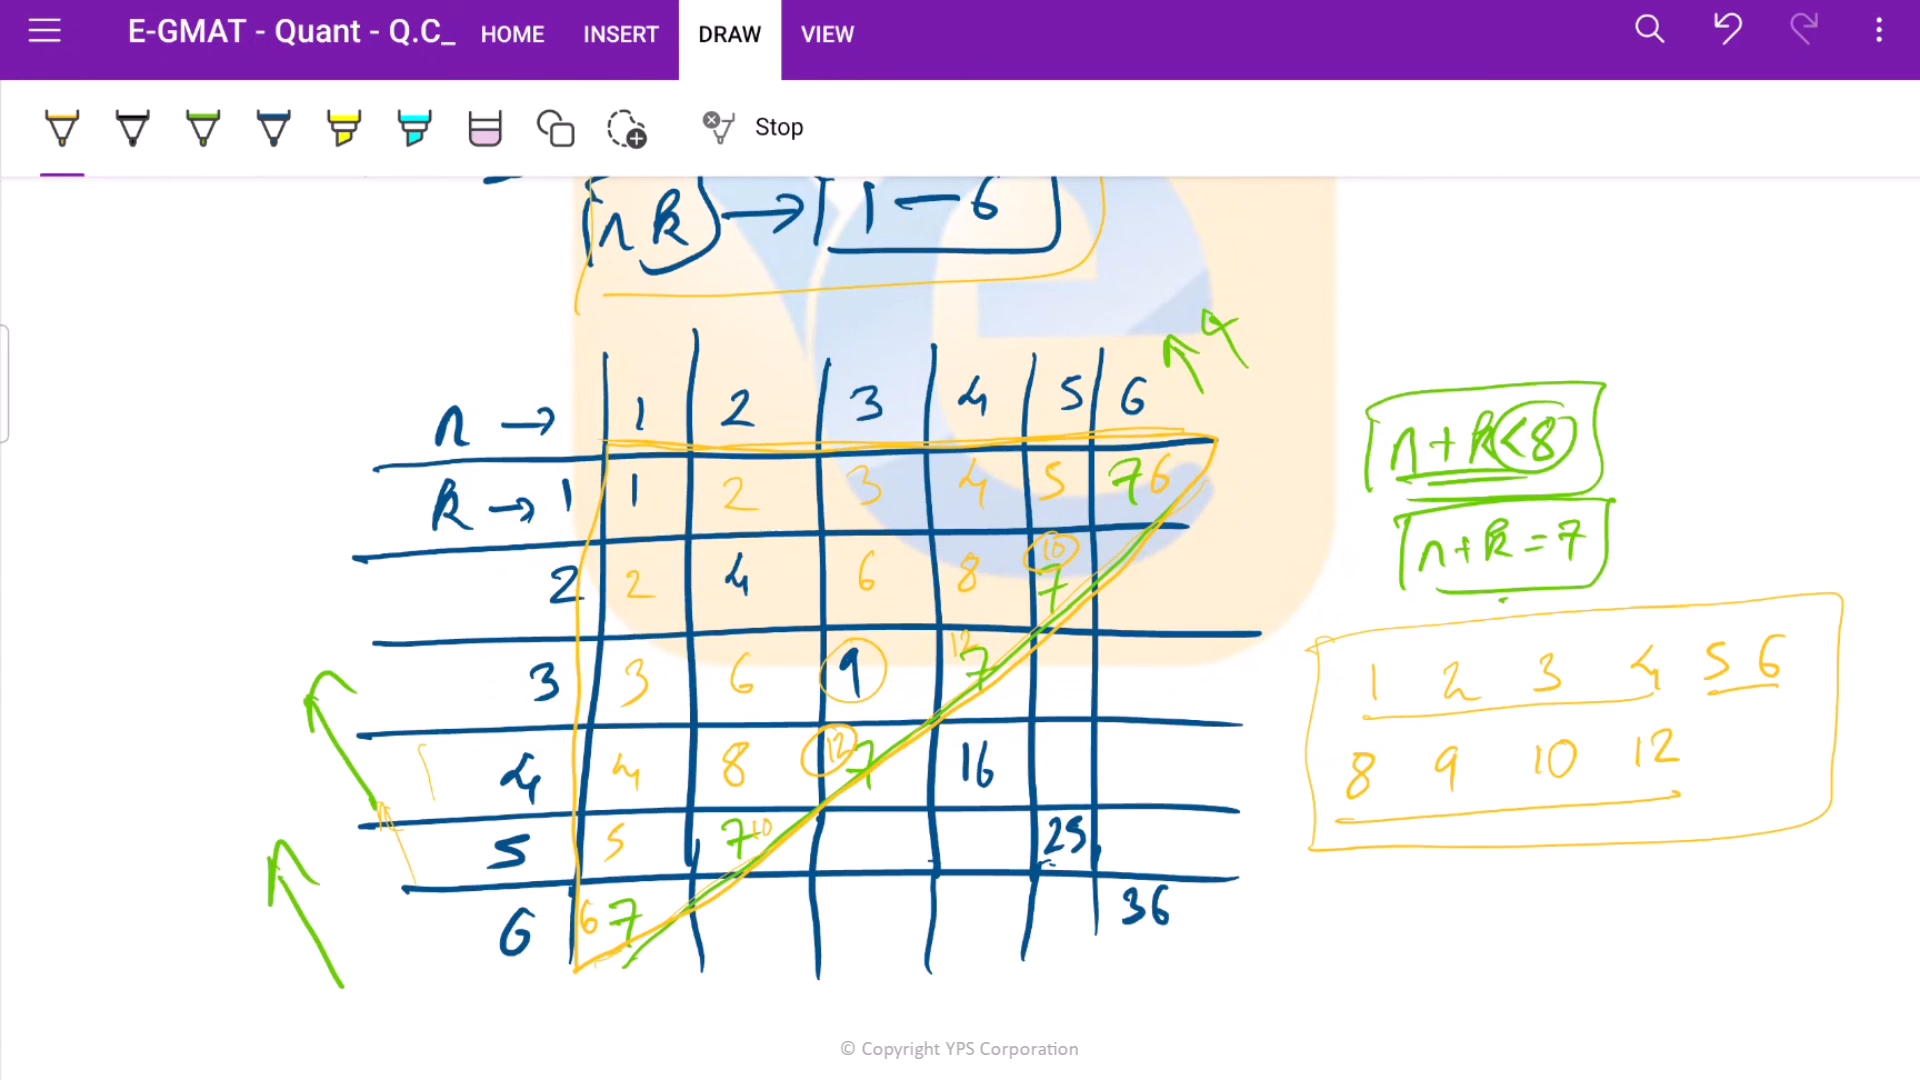 E-GMAT - Quant - Q.C_ HOME INSERT DRAW VIEW
Stop
n k → 1 - 6
n → 1 2 3 4 5 6
k → 1 1 2 3 4 5 7 6
2 2 4 6 8 10 7
3 3 6 9 12 7
4 4 8 12 7 16
5 5 7 10 25
6 6 7 36
n + k < 8
n + k = 7
1 2 3 4 5 6
8 9 10 12
© Copyright YPS Corporation